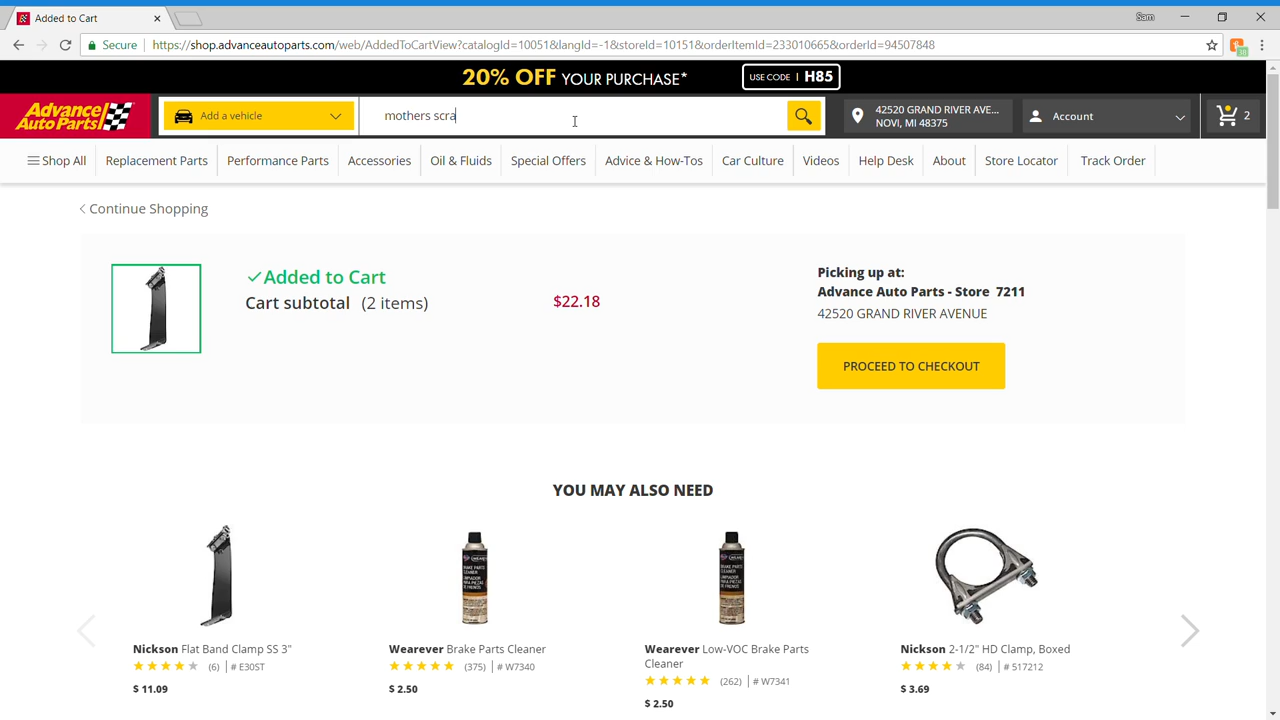 Added to Cart
Sam
Secure
https://shop.advanceautoparts.com/web/AddedToCartView?catalogId=10051&langId=-1&storeId=10151&orderItemId=233010665&orderId=94507848
20% OFF YOUR PURCHASE* USE CODE | H85
Advance
Auto Parts
Add a vehicle
mothers scra
42520 GRAND RIVER AVE...
NOVI, MI 48375
Account
2
Shop All
Replacement Parts
Performance Parts
Accessories
Oil & Fluids
Special Offers
Advice & How-Tos
Car Culture
Videos
Help Desk
About
Store Locator
Track Order
Continue Shopping
Added to Cart
Cart subtotal (2 items) $22.18
Picking up at:
Advance Auto Parts - Store 7211
42520 GRAND RIVER AVENUE
PROCEED TO CHECKOUT
YOU MAY ALSO NEED
Nickson Flat Band Clamp SS 3"
(6) | # E30ST
$ 11.09
Wearever Brake Parts Cleaner
(375) | # W7340
$ 2.50
Wearever Low-VOC Brake Parts
Cleaner
(262) | # W7341
$ 2.50
Nickson 2-1/2" HD Clamp, Boxed
(84) | # 517212
$ 3.69